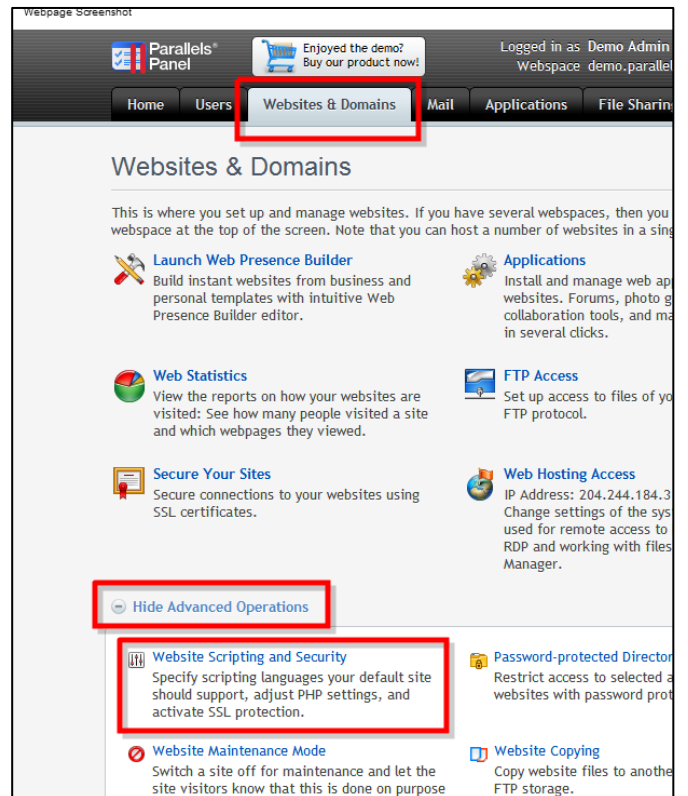 Webpage Screenshot
Parallels®
Panel
Enjoyed the demo?
Buy our product now!
Logged in as Demo Admin
Webspace demo.parallel
Home Users Websites & Domains Mail Applications File Sharing
Websites & Domains
This is where you set up and manage websites. If you have several webspaces, then you
webspace at the top of the screen. Note that you can host a number of websites in a sing
Launch Web Presence Builder
Build instant websites from business and
personal templates with intuitive Web
Presence Builder editor.
Applications
Install and manage web ap
websites. Forums, photo g
collaboration tools, and ma
in several clicks.
Web Statistics
View the reports on how your websites are
visited: See how many people visited a site
and which webpages they viewed.
FTP Access
Set up access to files of yo
FTP protocol.
Secure Your Sites
Secure connections to your websites using
SSL certificates.
Web Hosting Access
IP Address: 204.244.184.3
Change settings of the sys
used for remote access to
RDP and working with files
Manager.
Hide Advanced Operations
Website Scripting and Security
Specify scripting languages your default site
should support, adjust PHP settings, and
activate SSL protection.
Password-protected Director
Restrict access to selected a
websites with password prot
Website Maintenance Mode
Switch a site off for maintenance and let the
site visitors know that this is done on purpose
Website Copying
Copy website files to anothe
FTP storage.